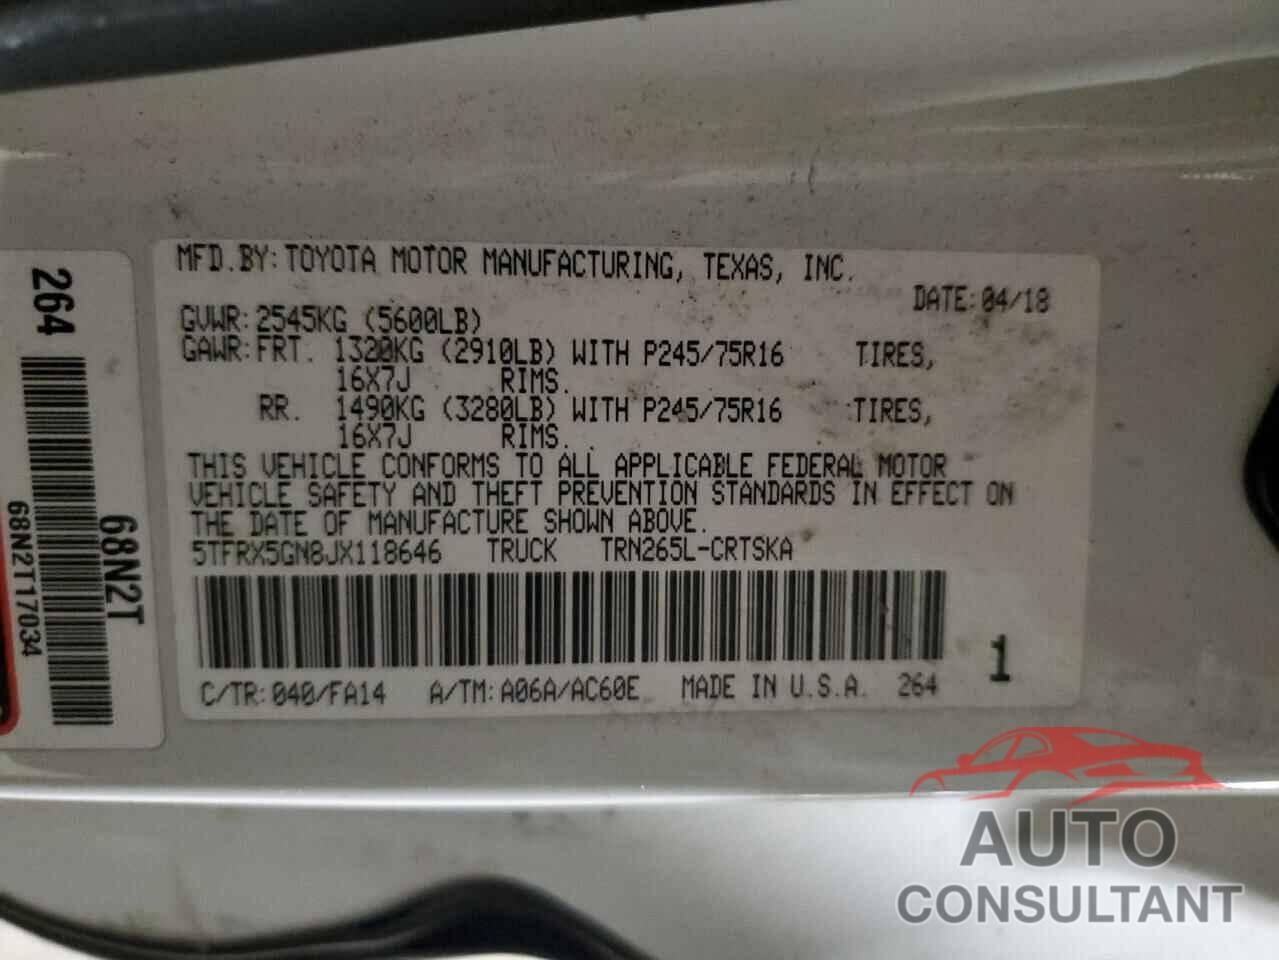 MFD.BY:TOYOTA MOTOR MANUFACTURING, TEXAS, INC.
DATE:04/18
GVWR:2545KG (5600LB)
GAWR:FRT. 1320KG (2910LB) WITH P245/75R16 TIRES,
16X7J RIMS.
RR. 1490KG (3280LB) WITH P245/75R16 TIRES,
16X7J RIMS.
THIS VEHICLE CONFORMS TO ALL APPLICABLE FEDERAL MOTOR
VEHICLE SAFETY AND THEFT PREVENTION STANDARDS IN EFFECT ON
THE DATE OF MANUFACTURE SHOWN ABOVE.
5TFRX5GN8JX118646 TRUCK TRN265L-CRTSKA
1
C/TR:040/FA14 A/TM:A06A/AC60E MADE IN U.S.A. 264
264
68N2T
68N2T17034
AUTO
CONSULTANT